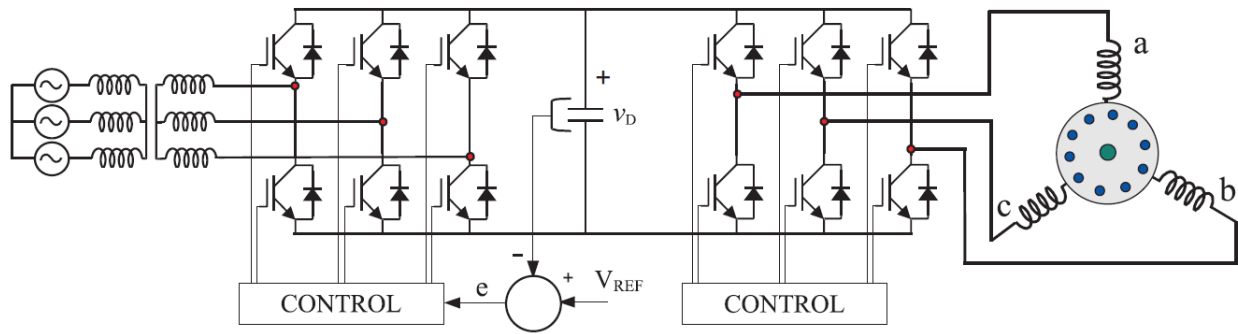 a
+
v_D
c
b
-
+
V_REF
e
CONTROL
CONTROL